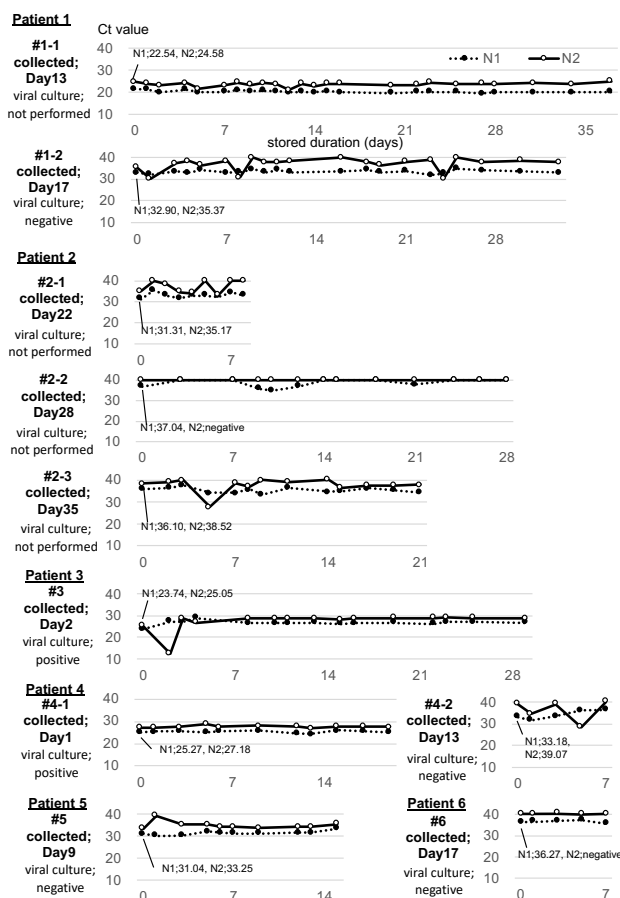 Patient 1
Ct value
#1-1
collected;
Day13
viral culture;
not performed
40
30
20
10
N1;22.54, N2;24.58
N1
N2
0
7
14
21
28
35
stored duration (days)
#1-2
collected;
Day17
viral culture;
negative
40
30
20
10
N1;32.90, N2;35.37
0
7
14
21
28
Patient 2
#2-1
collected;
Day22
viral culture;
not performed
40
30
20
10
N1;31.31, N2;35.17
0
7
#2-2
collected;
Day28
viral culture;
not performed
40
30
20
10
N1;37.04, N2;negative
0
7
14
21
28
#2-3
collected;
Day35
viral culture;
not performed
40
30
20
10
N1;36.10, N2;38.52
0
7
14
21
Patient 3
#3
collected;
Day2
viral culture;
positive
40
30
20
10
N1;23.74, N2;25.05
0
7
14
21
28
Patient 4
#4-1
collected;
Day1
viral culture;
positive
40
30
20
10
N1;25.27, N2;27.18
0
7
14
#4-2
collected;
Day13
viral culture;
negative
40
30
20
10
N1;33.18,
N2;39.07
0
7
Patient 5
#5
collected;
Day9
viral culture;
negative
40
30
20
10
N1;31.04, N2;33.25
0
7
14
Patient 6
#6
collected;
Day17
viral culture;
negative
40
30
20
10
N1;36.27, N2;negative
0
7